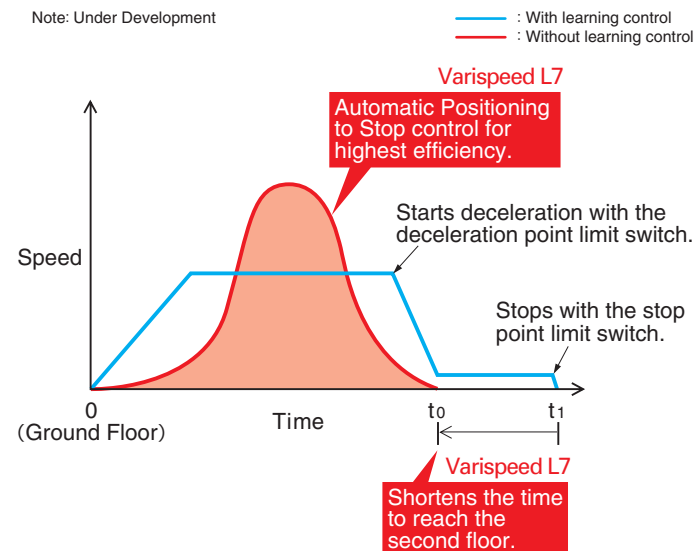 Note: Under Development
: With learning control
: Without learning control
Varispeed L7
Automatic Positioning
to Stop control for
highest efficiency.
Starts deceleration with the
deceleration point limit switch.
Speed
Stops with the stop
point limit switch.
0
(Ground Floor)
Time
t0
t1
Varispeed L7
Shortens the time
to reach the
second floor.